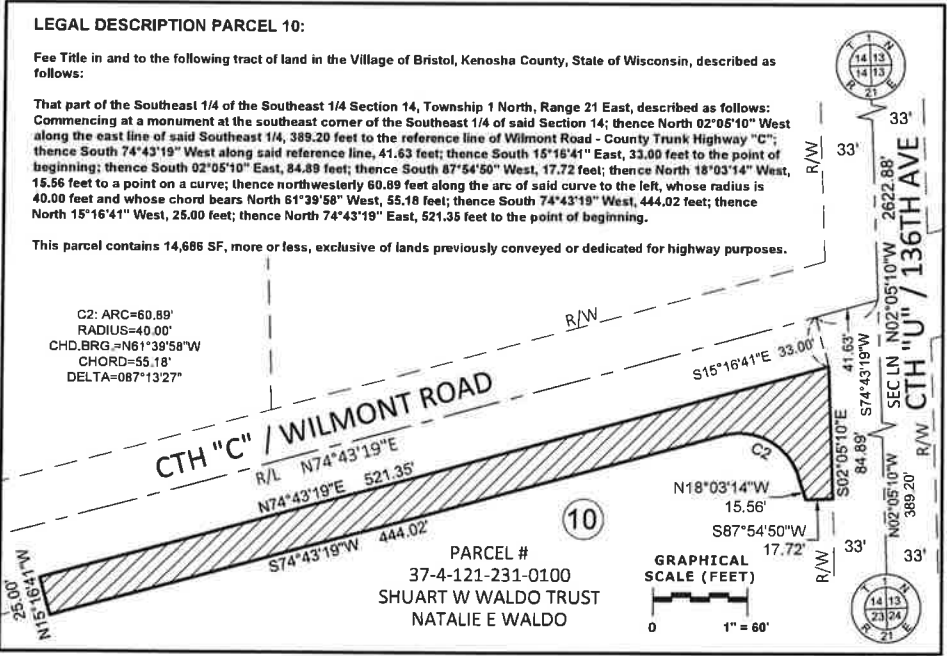 LEGAL DESCRIPTION PARCEL 10:
Fee Title in and to the following tract of land in the Village of Bristol, Kenosha County, State of Wisconsin, described as
follows:
That part of the Southeast 1/4 of the Southeast 1/4 Section 14, Township 1 North, Range 21 East, described as follows:
Commencing at a monument at the southeast corner of the Southeast 1/4 of said Section 14; thence North 02°05'10" West
along the east line of said Southeast 1/4, 389.20 feet to the reference line of Wilmont Road - County Trunk Highway "C";
thence South 74°43'19" West along said reference line, 41.63 feet; thence South 15°16'41" East, 33.00 feet to the point of
beginning; thence South 02°05'10" East, 84.89 feet; thence South 87°54'50" West, 17.72 feet; thence North 18°03'14" West,
15.56 feet to a point on a curve; thence northwesterly 60.89 feet along the arc of said curve to the left, whose radius is
40.00 feet and whose chord bears North 61°39'58" West, 55.18 feet; thence South 74°43'19" West, 444.02 feet; thence
North 15°16'41" West, 25.00 feet; thence North 74°43'19" East, 521.35 feet to the point of beginning.
This parcel contains 14,686 SF, more or less, exclusive of lands previously conveyed or dedicated for highway purposes.
T 1 N
14 13
14 13
R 21 E
33'
33'
R/W
2622.88'
N02°05'10"W
SEC LN
CTH "U" / 136TH AVE
C2: ARC=60.89'
RADIUS=40.00'
CHD.BRG.=N61°39'58"W
CHORD=55.18'
DELTA=087°13'27"
R/W
CTH "C" / WILMONT ROAD
R/L N74°43'19"E
S15°16'41"E 33.00'
41.63'
S74°43'19"W
N74°43'19"E 521.35'
S74°43'19"W 444.02'
C2
S02°05'10"E
84.89'
N18°03'14"W
15.56'
S87°54'50"W
17.72'
N02°05'10"W
389.20'
R/W
N15°16'41"W
25.00'
10
PARCEL #
37-4-121-231-0100
SHUART W WALDO TRUST
NATALIE E WALDO
GRAPHICAL
SCALE (FEET)
0 1" = 60'
R/W
33'
33'
T 1 N
14 13
23 24
R 21 E